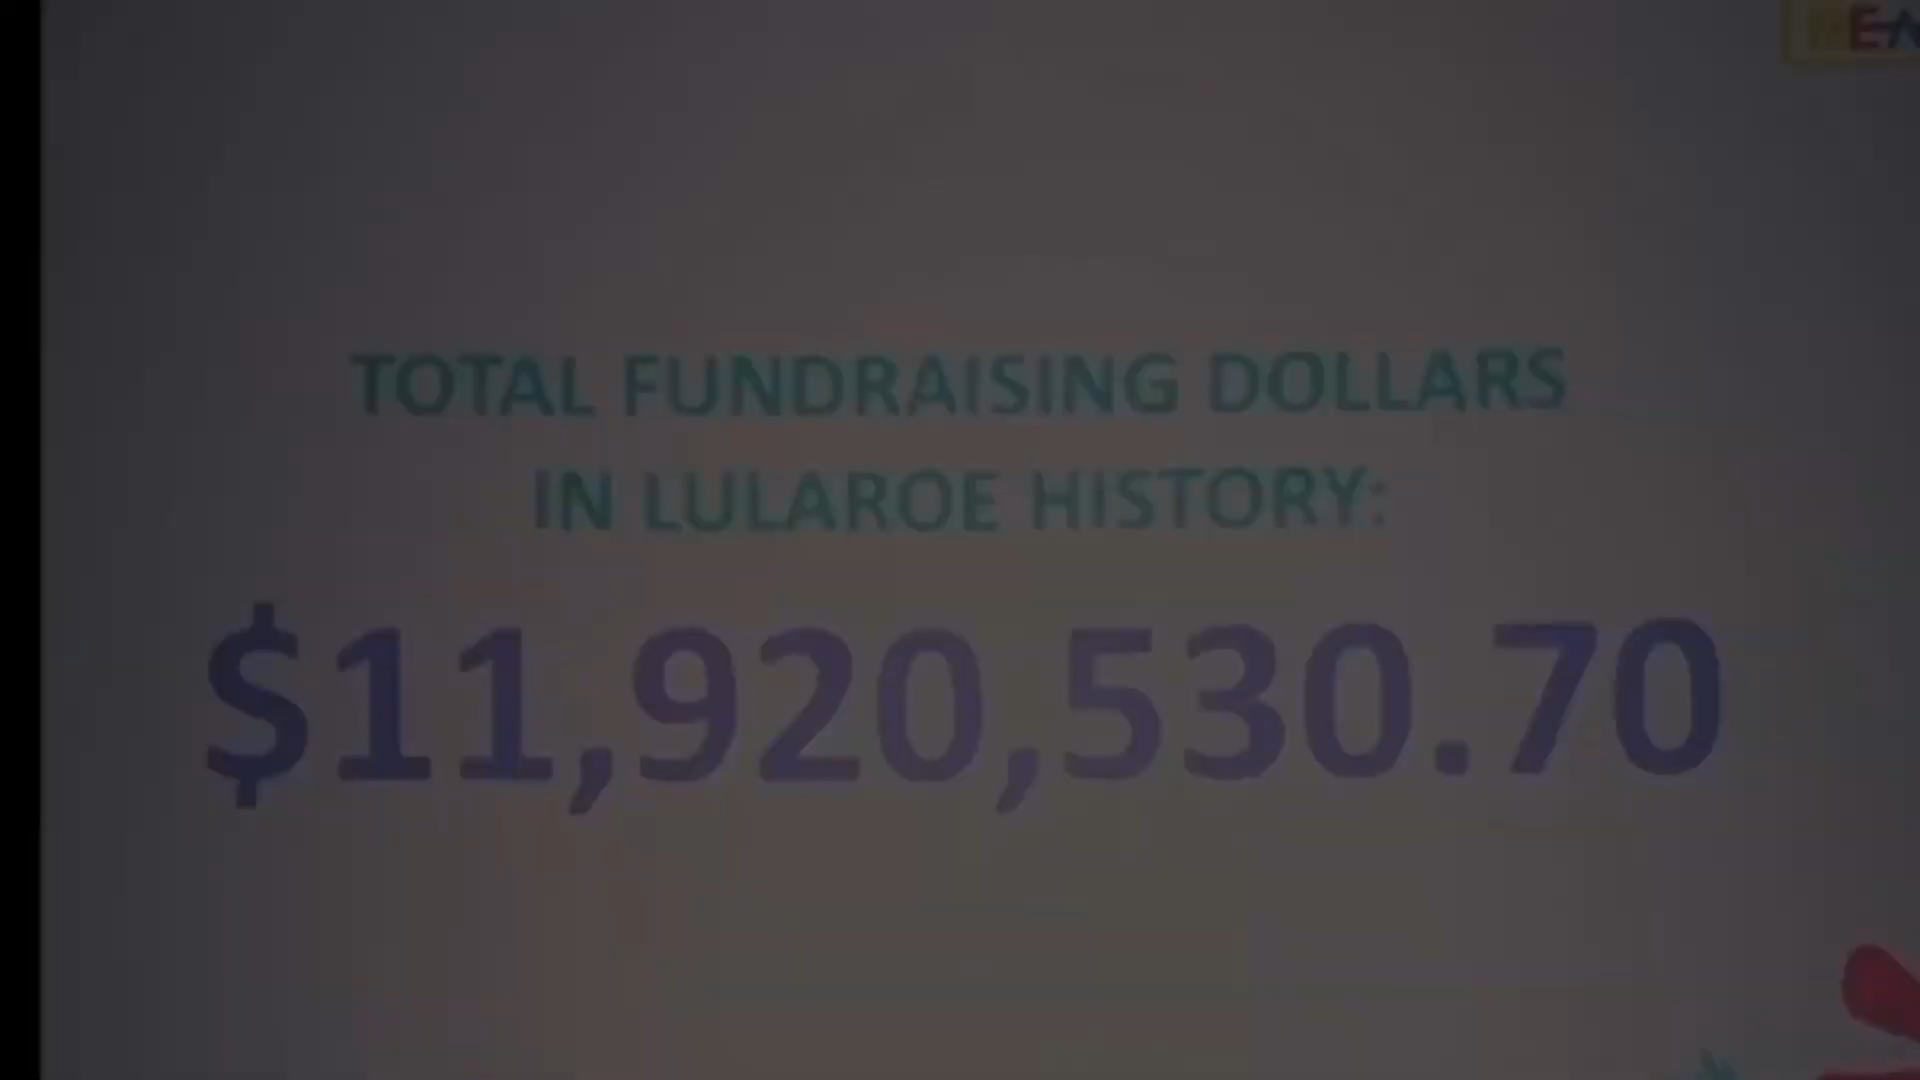 TOTAL FUNDRAISING DOLLARS
IN LULAROE HISTORY:
$11,920,530.70